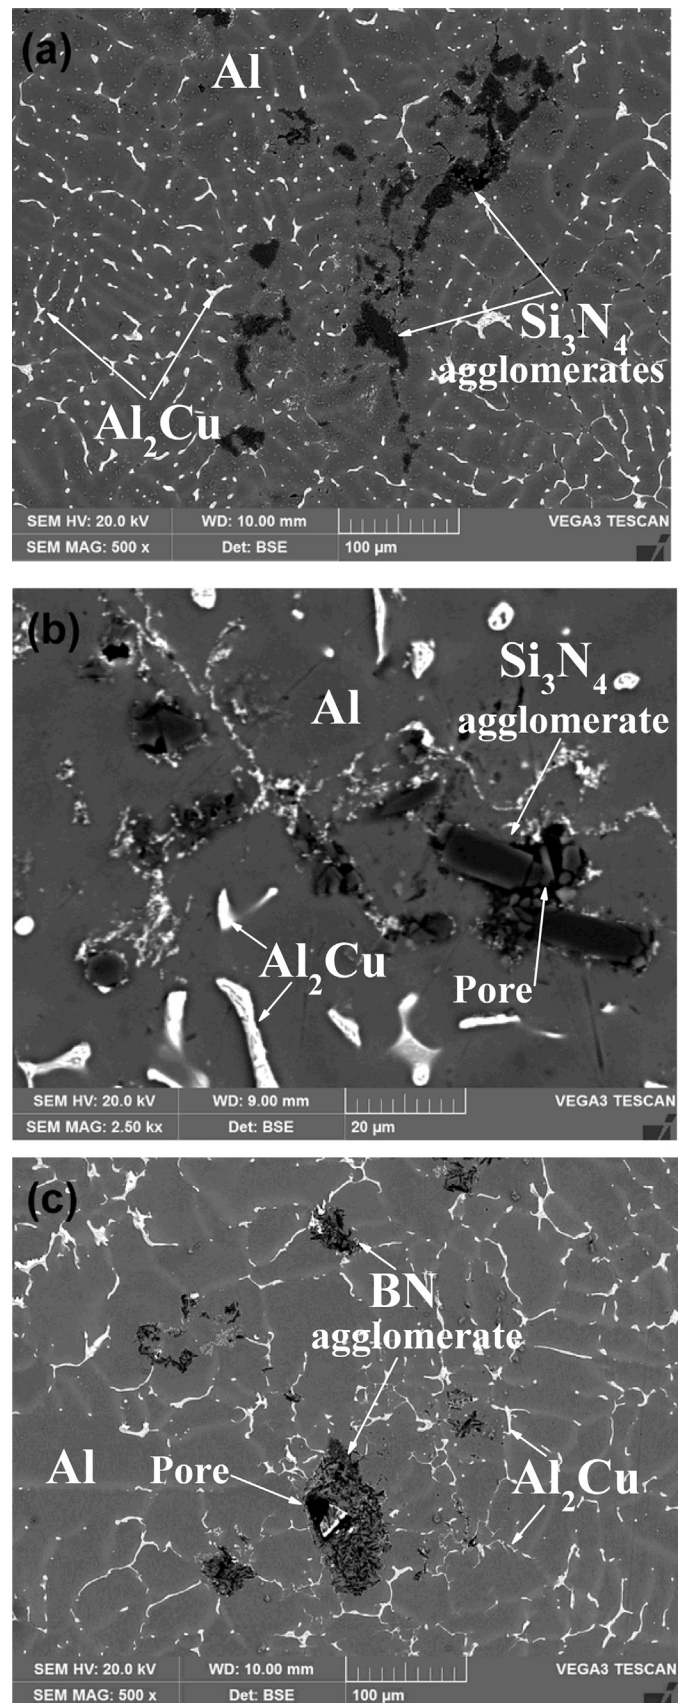 (a)
Al
Si3N4
agglomerates
Al2Cu
SEM HV: 20.0 kV WD: 10.00 mm VEGA3 TESCAN
SEM MAG: 500 x Det: BSE 100 µm
(b)
Si3N4
agglomerate
Al
Al2Cu
Pore
SEM HV: 20.0 kV WD: 9.00 mm VEGA3 TESCAN
SEM MAG: 2.50 kx Det: BSE 20 µm
(c)
BN
agglomerate
Al
Pore
Al2Cu
SEM HV: 20.0 kV WD: 10.00 mm VEGA3 TESCAN
SEM MAG: 500 x Det: BSE 100 µm